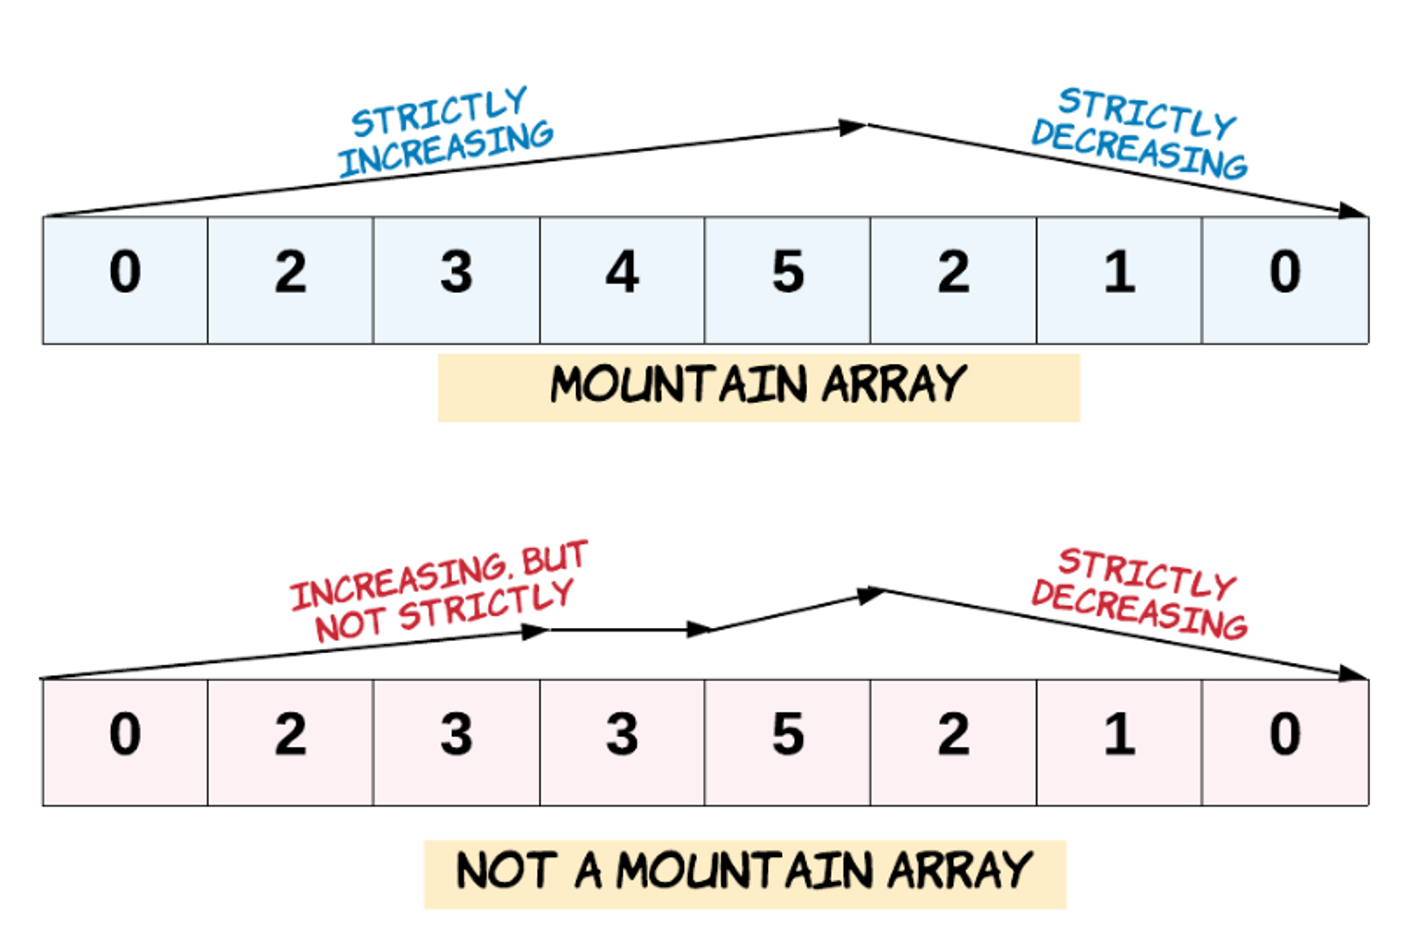 STRICTLY
INCREASING
STRICTLY
DECREASING
0 2 3 4 5 2 1 0
MOUNTAIN ARRAY
INCREASING. BUT
NOT STRICTLY
STRICTLY
DECREASING
0 2 3 3 5 2 1 0
NOT A MOUNTAIN ARRAY